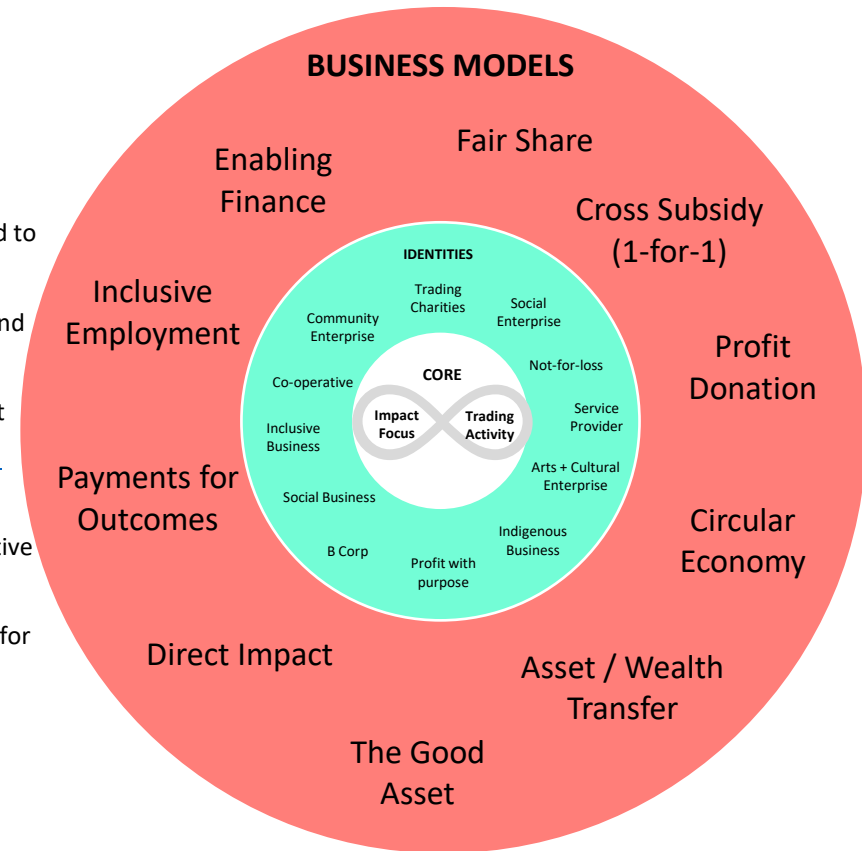 BUSINESS MODELS
Fair Share
Enabling
Finance
Cross Subsidy
(1-for-1)
Inclusive
Employment
Profit
Donation
Payments for
Outcomes
Circular
Economy
Direct Impact
Asset / Wealth
Transfer
The Good
Asset
IDENTITIES
Trading
Charities
Social
Enterprise
Community
Enterprise
Not-for-loss
Co-operative
Service
Provider
Inclusive
Business
Arts + Cultural
Enterprise
Social Business
Indigenous
Business
B Corp
Profit with
purpose
CORE
Impact
Focus
Trading
Activity
to
for